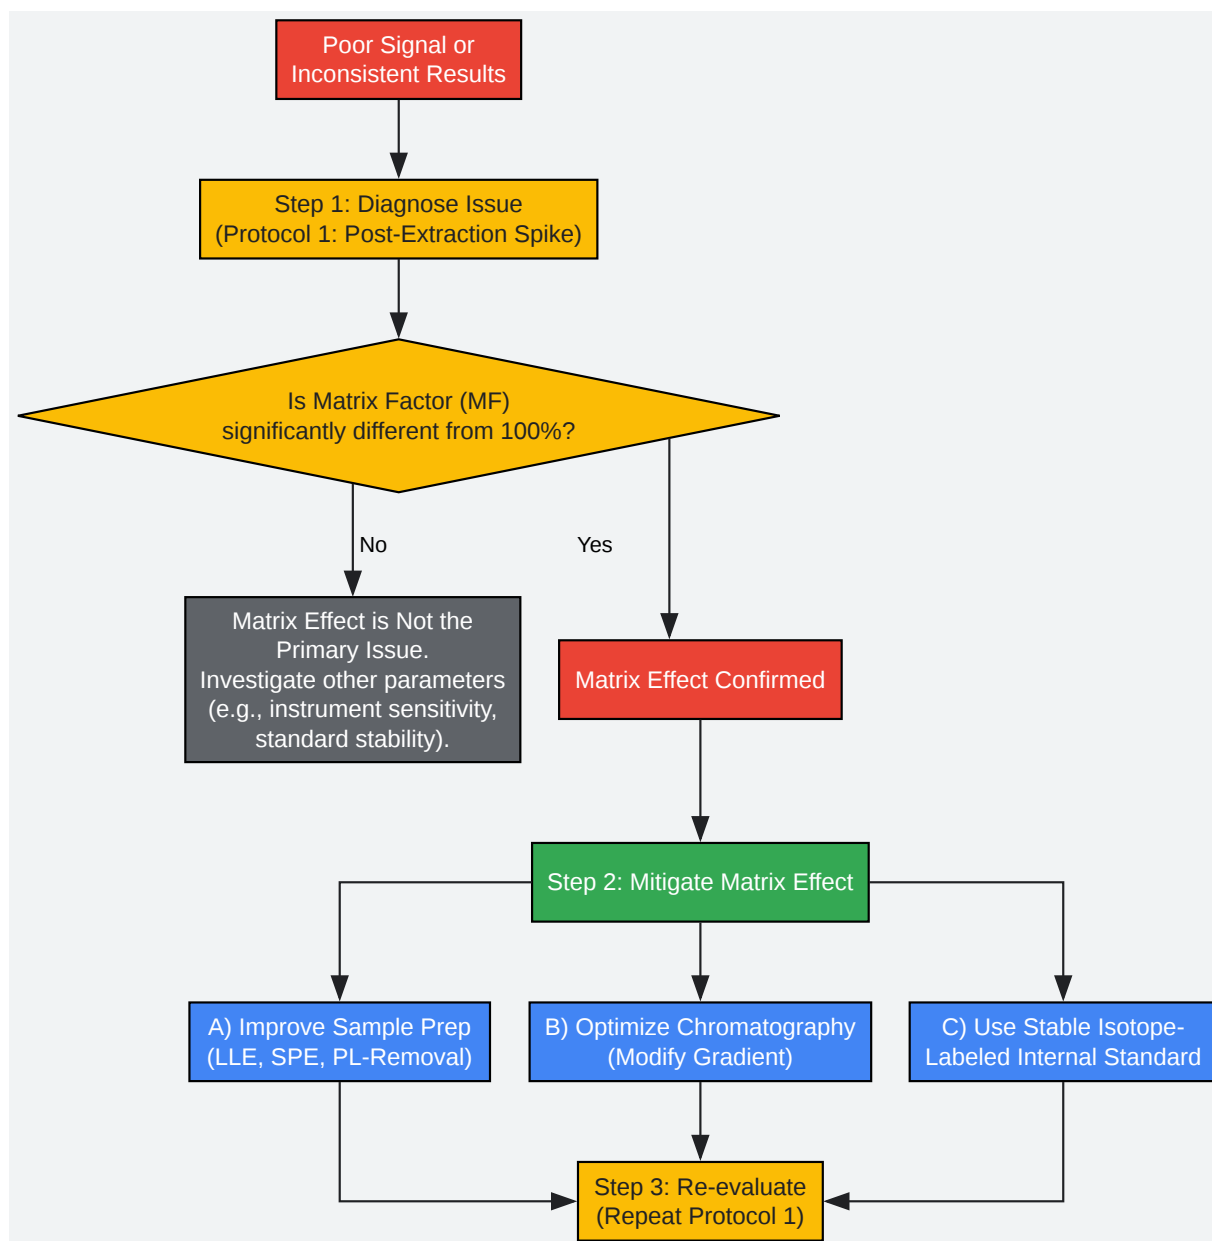 Poor Signal or
Inconsistent Results
Step 1: Diagnose Issue
(Protocol 1: Post-Extraction Spike)
Is Matrix Factor (MF)
significantly different from 100%?
No
Yes
Matrix Effect is Not the
Primary Issue.
Investigate other parameters
(e.g., instrument sensitivity,
standard stability).
Matrix Effect Confirmed
Step 2: Mitigate Matrix Effect
A) Improve Sample Prep
(LLE, SPE, PL-Removal)
B) Optimize Chromatography
(Modify Gradient)
C) Use Stable Isotope-
Labeled Internal Standard
Step 3: Re-evaluate
(Repeat Protocol 1)